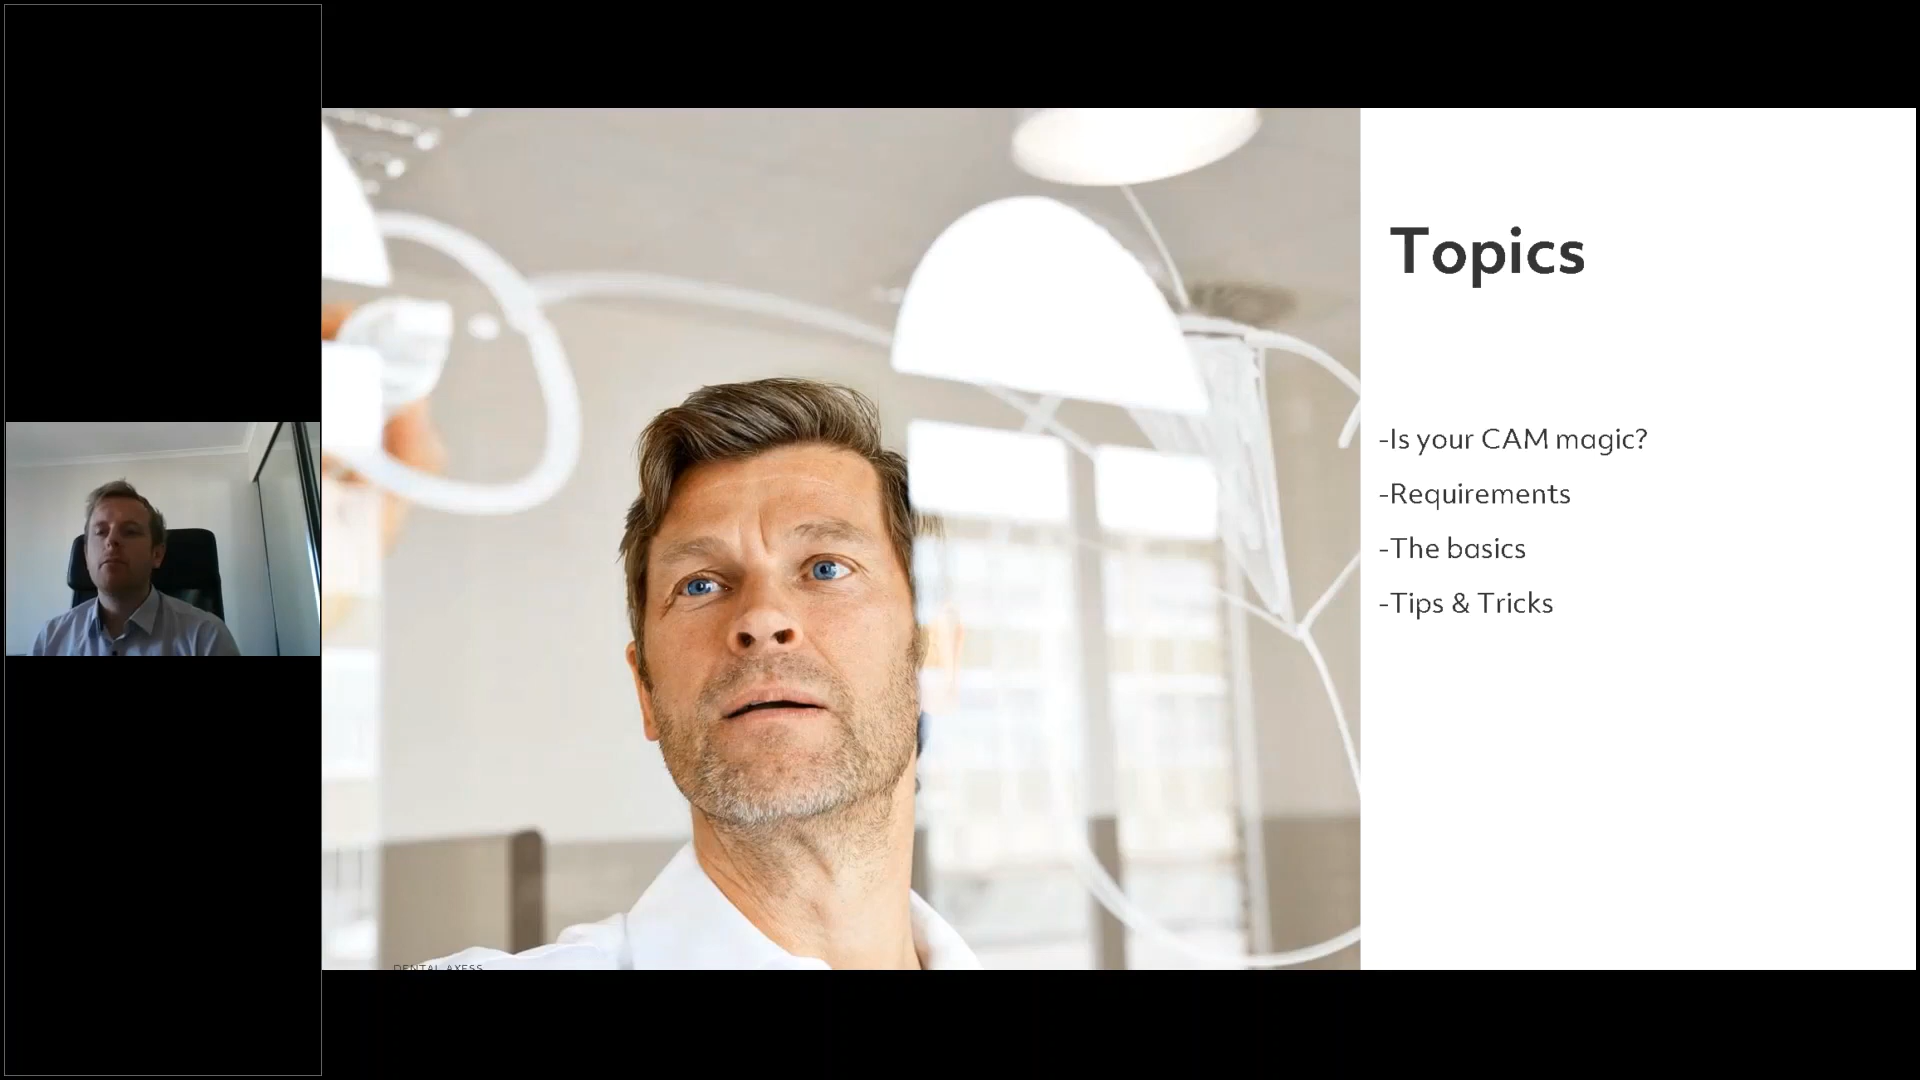 Topics
-Is your CAM magic?
-Requirements
-The basics
-Tips & Tricks
DENTAL AXESS